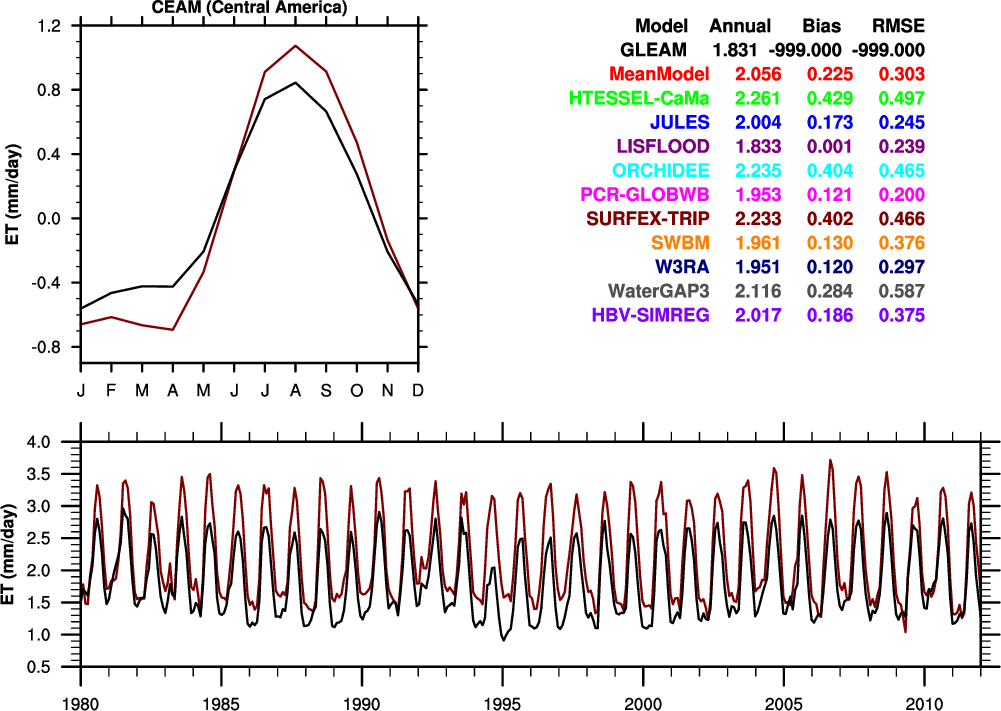 CEAM (Central America)
ET (mm/day)
1.2
0.8
0.4
0.0
-0.4
-0.8
J F M A M J J A S O N D
Model Annual Bias RMSE
GLEAM 1.831 -999.000 -999.000
MeanModel 2.056 0.225 0.303
HTESSEL-CaMa 2.261 0.429 0.497
JULES 2.004 0.173 0.245
LISFLOOD 1.833 0.001 0.239
ORCHIDEE 2.235 0.404 0.465
PCR-GLOBWB 1.953 0.121 0.200
SURFEX-TRIP 2.233 0.402 0.466
SWBM 1.961 0.130 0.376
W3RA 1.951 0.120 0.297
WaterGAP3 2.116 0.284 0.587
HBV-SIMREG 2.017 0.186 0.375
ET (mm/day)
4.0
3.5
3.0
2.5
2.0
1.5
1.0
0.5
1980 1985 1990 1995 2000 2005 2010